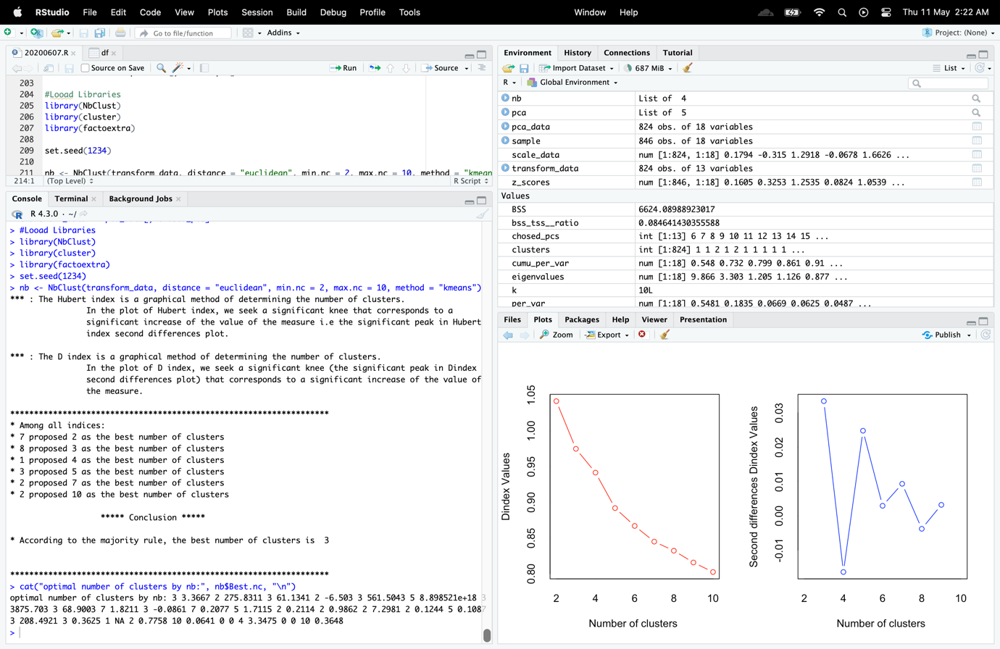 RStudio File Edit Code View Plots Session Build Debug Profile Tools Window Help Thu 11 May 2:22 AM
Go to file/function Addins Project: (None)
20200607.R df
Source on Save Run Source
203
204 #Looad Libraries
205 library(NbClust)
206 library(cluster)
207 library(factoextra)
208
209 set.seed(1234)
210
211 nb <- NbClust(transform_data, distance = "euclidean", min.nc = 2, max.nc = 10, method = "kmean
214:1 (Top Level) R Script
Console Terminal Background Jobs
R 4.3.0 · ~/
> #Looad Libraries
> library(NbClust)
> library(cluster)
> library(factoextra)
> set.seed(1234)
> nb <- NbClust(transform_data, distance = "euclidean", min.nc = 2, max.nc = 10, method = "kmeans")
*** : The Hubert index is a graphical method of determining the number of clusters.
In the plot of Hubert index, we seek a significant knee that corresponds to a
significant increase of the value of the measure i.e the significant peak in Hubert
index second differences plot.
*** : The D index is a graphical method of determining the number of clusters.
In the plot of D index, we seek a significant knee (the significant peak in Dindex
second differences plot) that corresponds to a significant increase of the value of
the measure.
*******************************************************************
* Among all indices:
* 7 proposed 2 as the best number of clusters
* 8 proposed 3 as the best number of clusters
* 1 proposed 4 as the best number of clusters
* 3 proposed 5 as the best number of clusters
* 2 proposed 7 as the best number of clusters
* 2 proposed 10 as the best number of clusters
***** Conclusion *****
* According to the majority rule, the best number of clusters is 3
*******************************************************************
> cat("optimal number of clusters by nb:", nb$Best.nc, "\n")
optimal number of clusters by nb: 3 3.3667 2 275.8311 3 61.1341 2 -6.503 3 561.5043 5 8.898521e+18 3
3875.703 3 68.9003 7 1.8211 3 -0.0861 7 0.2077 5 1.7115 2 0.2114 2 0.9862 2 7.2981 2 0.1244 5 0.1087
3 208.4921 3 0.3625 1 NA 2 0.7758 10 0.0641 0 0 4 3.3475 0 0 10 0.3648
>
Environment History Connections Tutorial
Import Dataset 687 MiB List
R Global Environment
nb List of 4
pca List of 5
pca_data 824 obs. of 18 variables
sample 846 obs. of 18 variables
scale_data num [1:824, 1:18] 0.1794 -0.315 1.2918 -0.0678 1.6626 ...
transform_data 824 obs. of 13 variables
z_scores num [1:846, 1:18] 0.1605 0.3253 1.2535 0.0824 1.0539 ...
Values
BSS 6624.08988923017
bss_tss__ratio 0.084641430355588
chosed_pcs int [1:13] 6 7 8 9 10 11 12 13 14 15 ...
clusters int [1:824] 1 1 2 1 2 1 1 1 1 1 ...
cumu_per_var num [1:18] 0.548 0.732 0.799 0.861 0.91 ...
eigenvalues num [1:18] 9.866 3.303 1.205 1.126 0.877 ...
k 10L
per_var num [1:18] 0.5481 0.1835 0.0669 0.0625 0.0487 ...
Files Plots Packages Help Viewer Presentation
Zoom Export Publish
Dindex Values
1.05
1.00
0.95
0.90
0.85
0.80
2 4 6 8 10
Number of clusters
Second differences Dindex Values
0.03
0.02
0.01
0.00
-0.01
2 4 6 8 10
Number of clusters